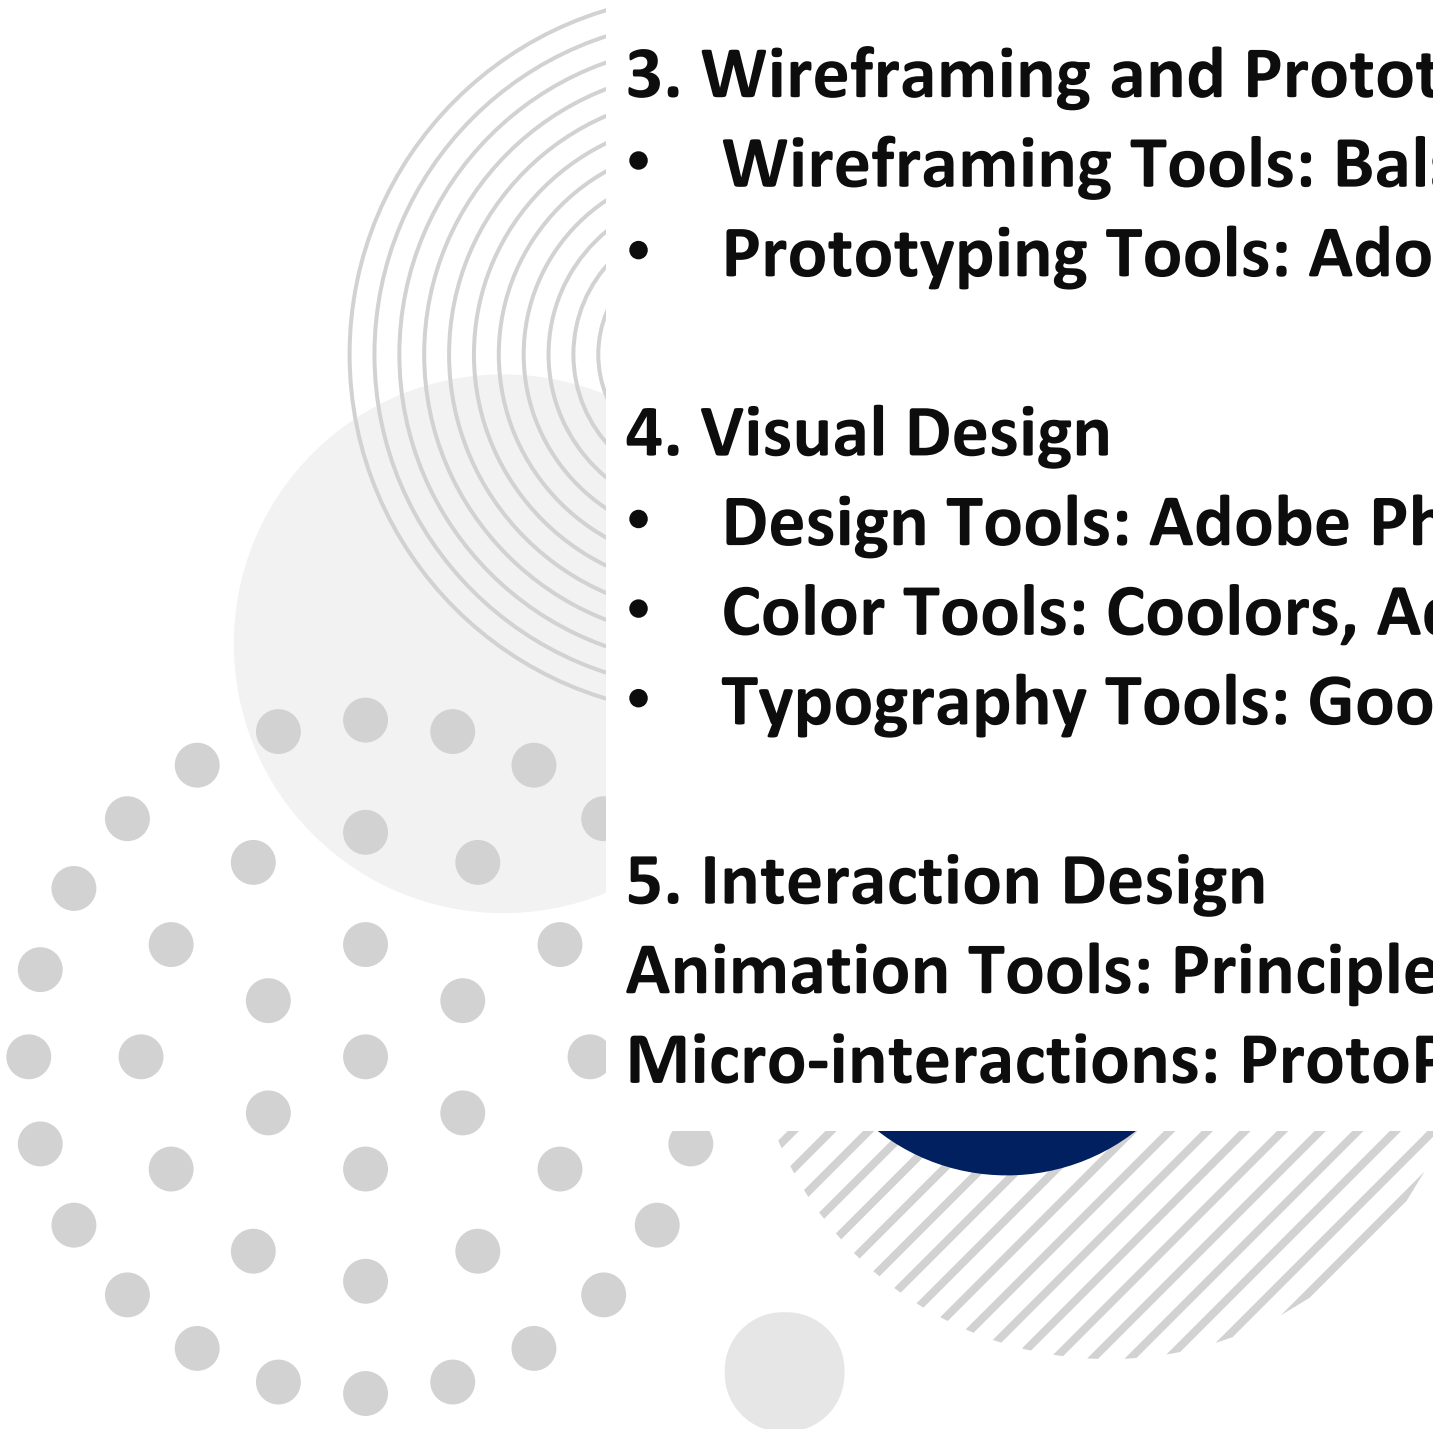 3. Wireframing and Protot
• Wireframing Tools: Bal
• Prototyping Tools: Ado
4. Visual Design
• Design Tools: Adobe Ph
• Color Tools: Coolors, A
• Typography Tools: Goo
5. Interaction Design
Animation Tools: Principle
Micro-interactions: ProtoP